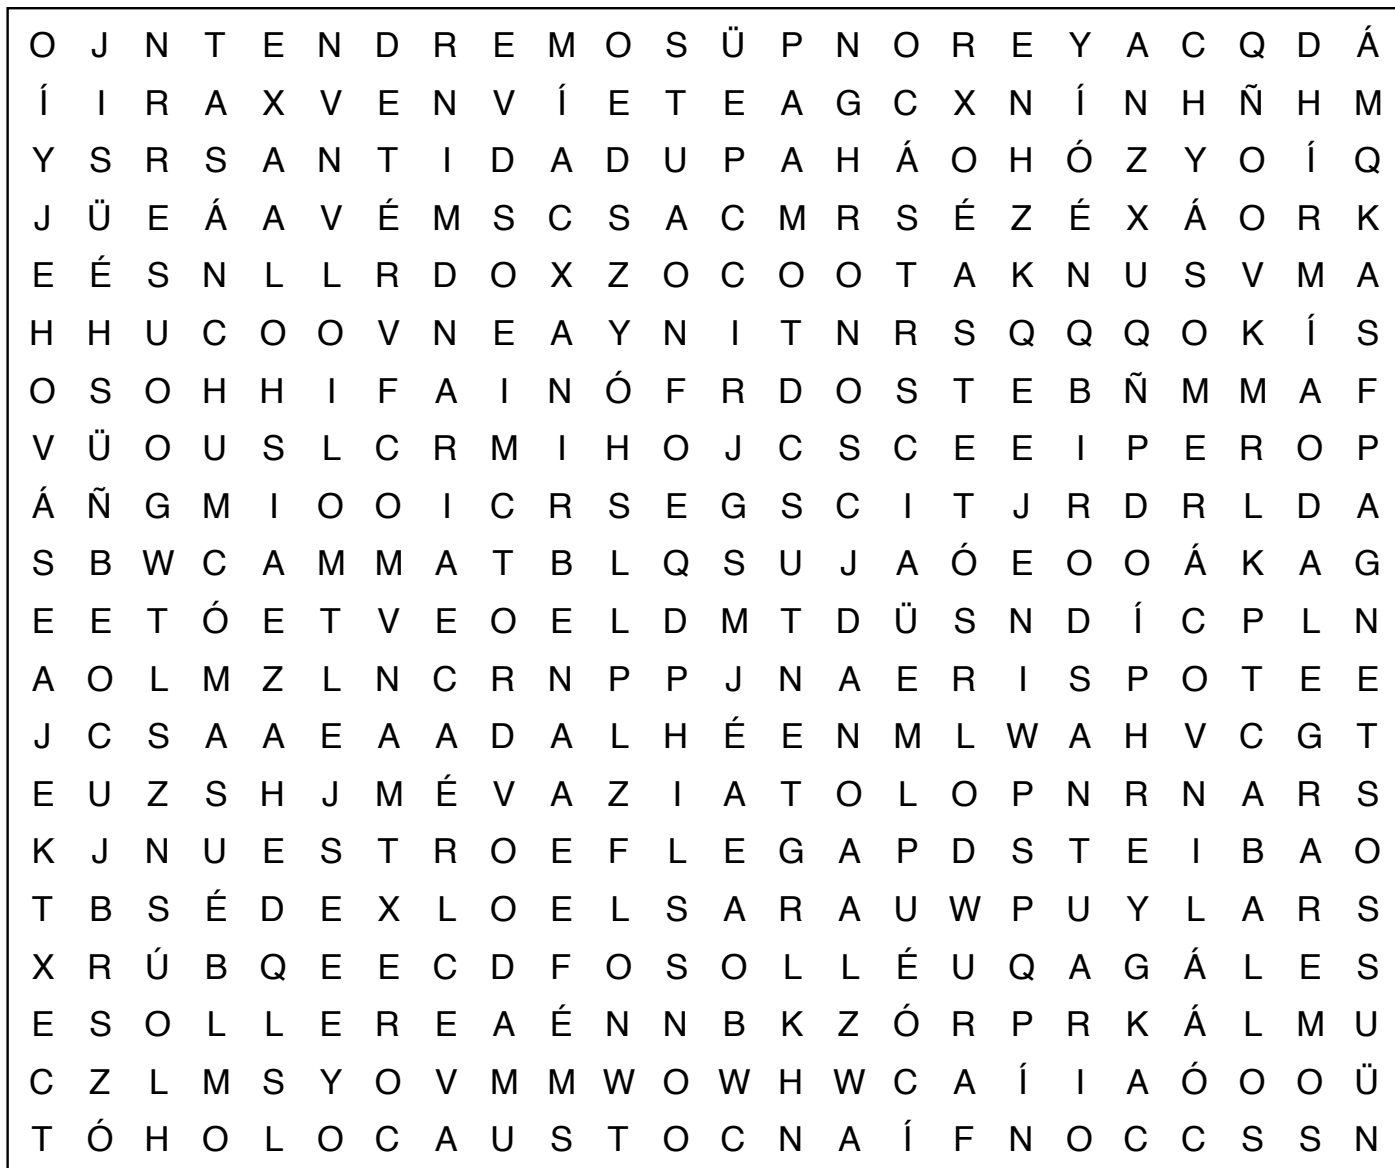 O J N T E N D R E M O S Ü P N O R E Y A C Q D Á
Í I R A X V E N V Í E T E A G C X N Í N H Ñ H M
Y S R S A N T I D A D U P A H Á O H Ó Z Y O Í Q
J Ü E Á A V É M S C S A C M R S É Z É X Á O R K
E É S N L L R D O X Z O C O O T A K N U S V M A
H H U C O O V N E A Y N I T N R S Q Q Q O K Í S
O S O H H I F A I N Ó F R D O S T E B Ñ M M A F
V Ü O U S L C R M I H O J C S C E E I P E R O P
Á Ñ G M I O O I C R S E G S C I T J R D R L D A
S B W C A M M A T B L Q S U J A Ó E O O Á K A G
E E T Ó E T V E O E L D M T D Ü S N D Í C P L N
A O L M Z L N C R N P P J N A E R I S P O T E E
J C S A A E A A D A L H É E N M L W A H V C G T
E U Z S H J M É V A Z I A T O L O P N R N A R S
K J N U E S T R O E F L E G A P D S T E I B A O
T B S É D E X L O E L S A R A U W P U Y L A R S
X R Ú B Q E E C D F O S O L L É U Q A G Á L E S
E S O L L E R E A É N N B K Z Ó R P R K Á L M U
C Z L M S Y O V M M W O W H W C A Í I A Ó O O Ü
T Ó H O L O C A U S T O C N A Í F N O C C S S N